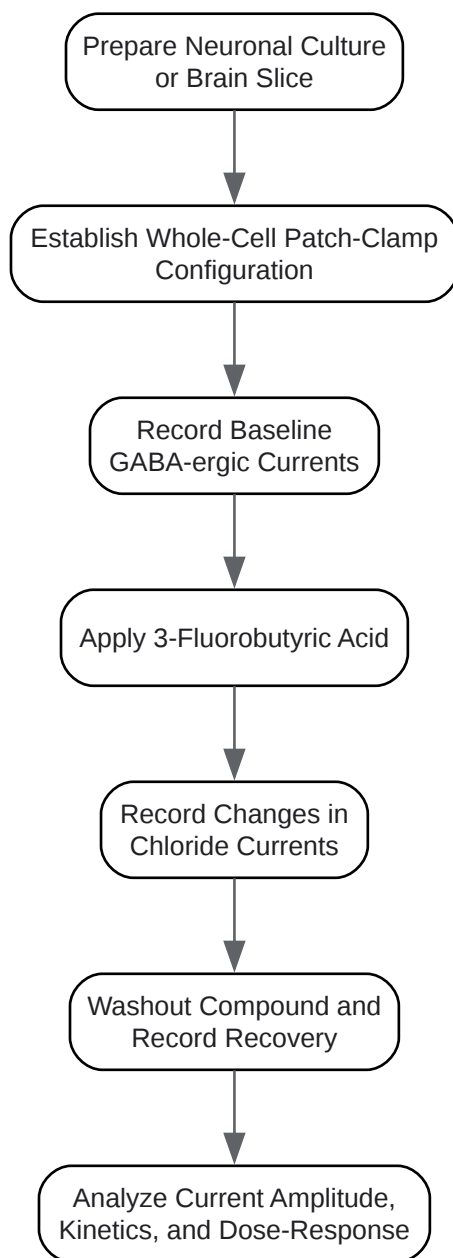 Prepare Neuronal Culture
or Brain Slice
Establish Whole-Cell Patch-Clamp
Configuration
Record Baseline
GABA-ergic Currents
Apply 3-Fluorobutyric Acid
Record Changes in
Chloride Currents
Washout Compound and
Record Recovery
Analyze Current Amplitude,
Kinetics, and Dose-Response